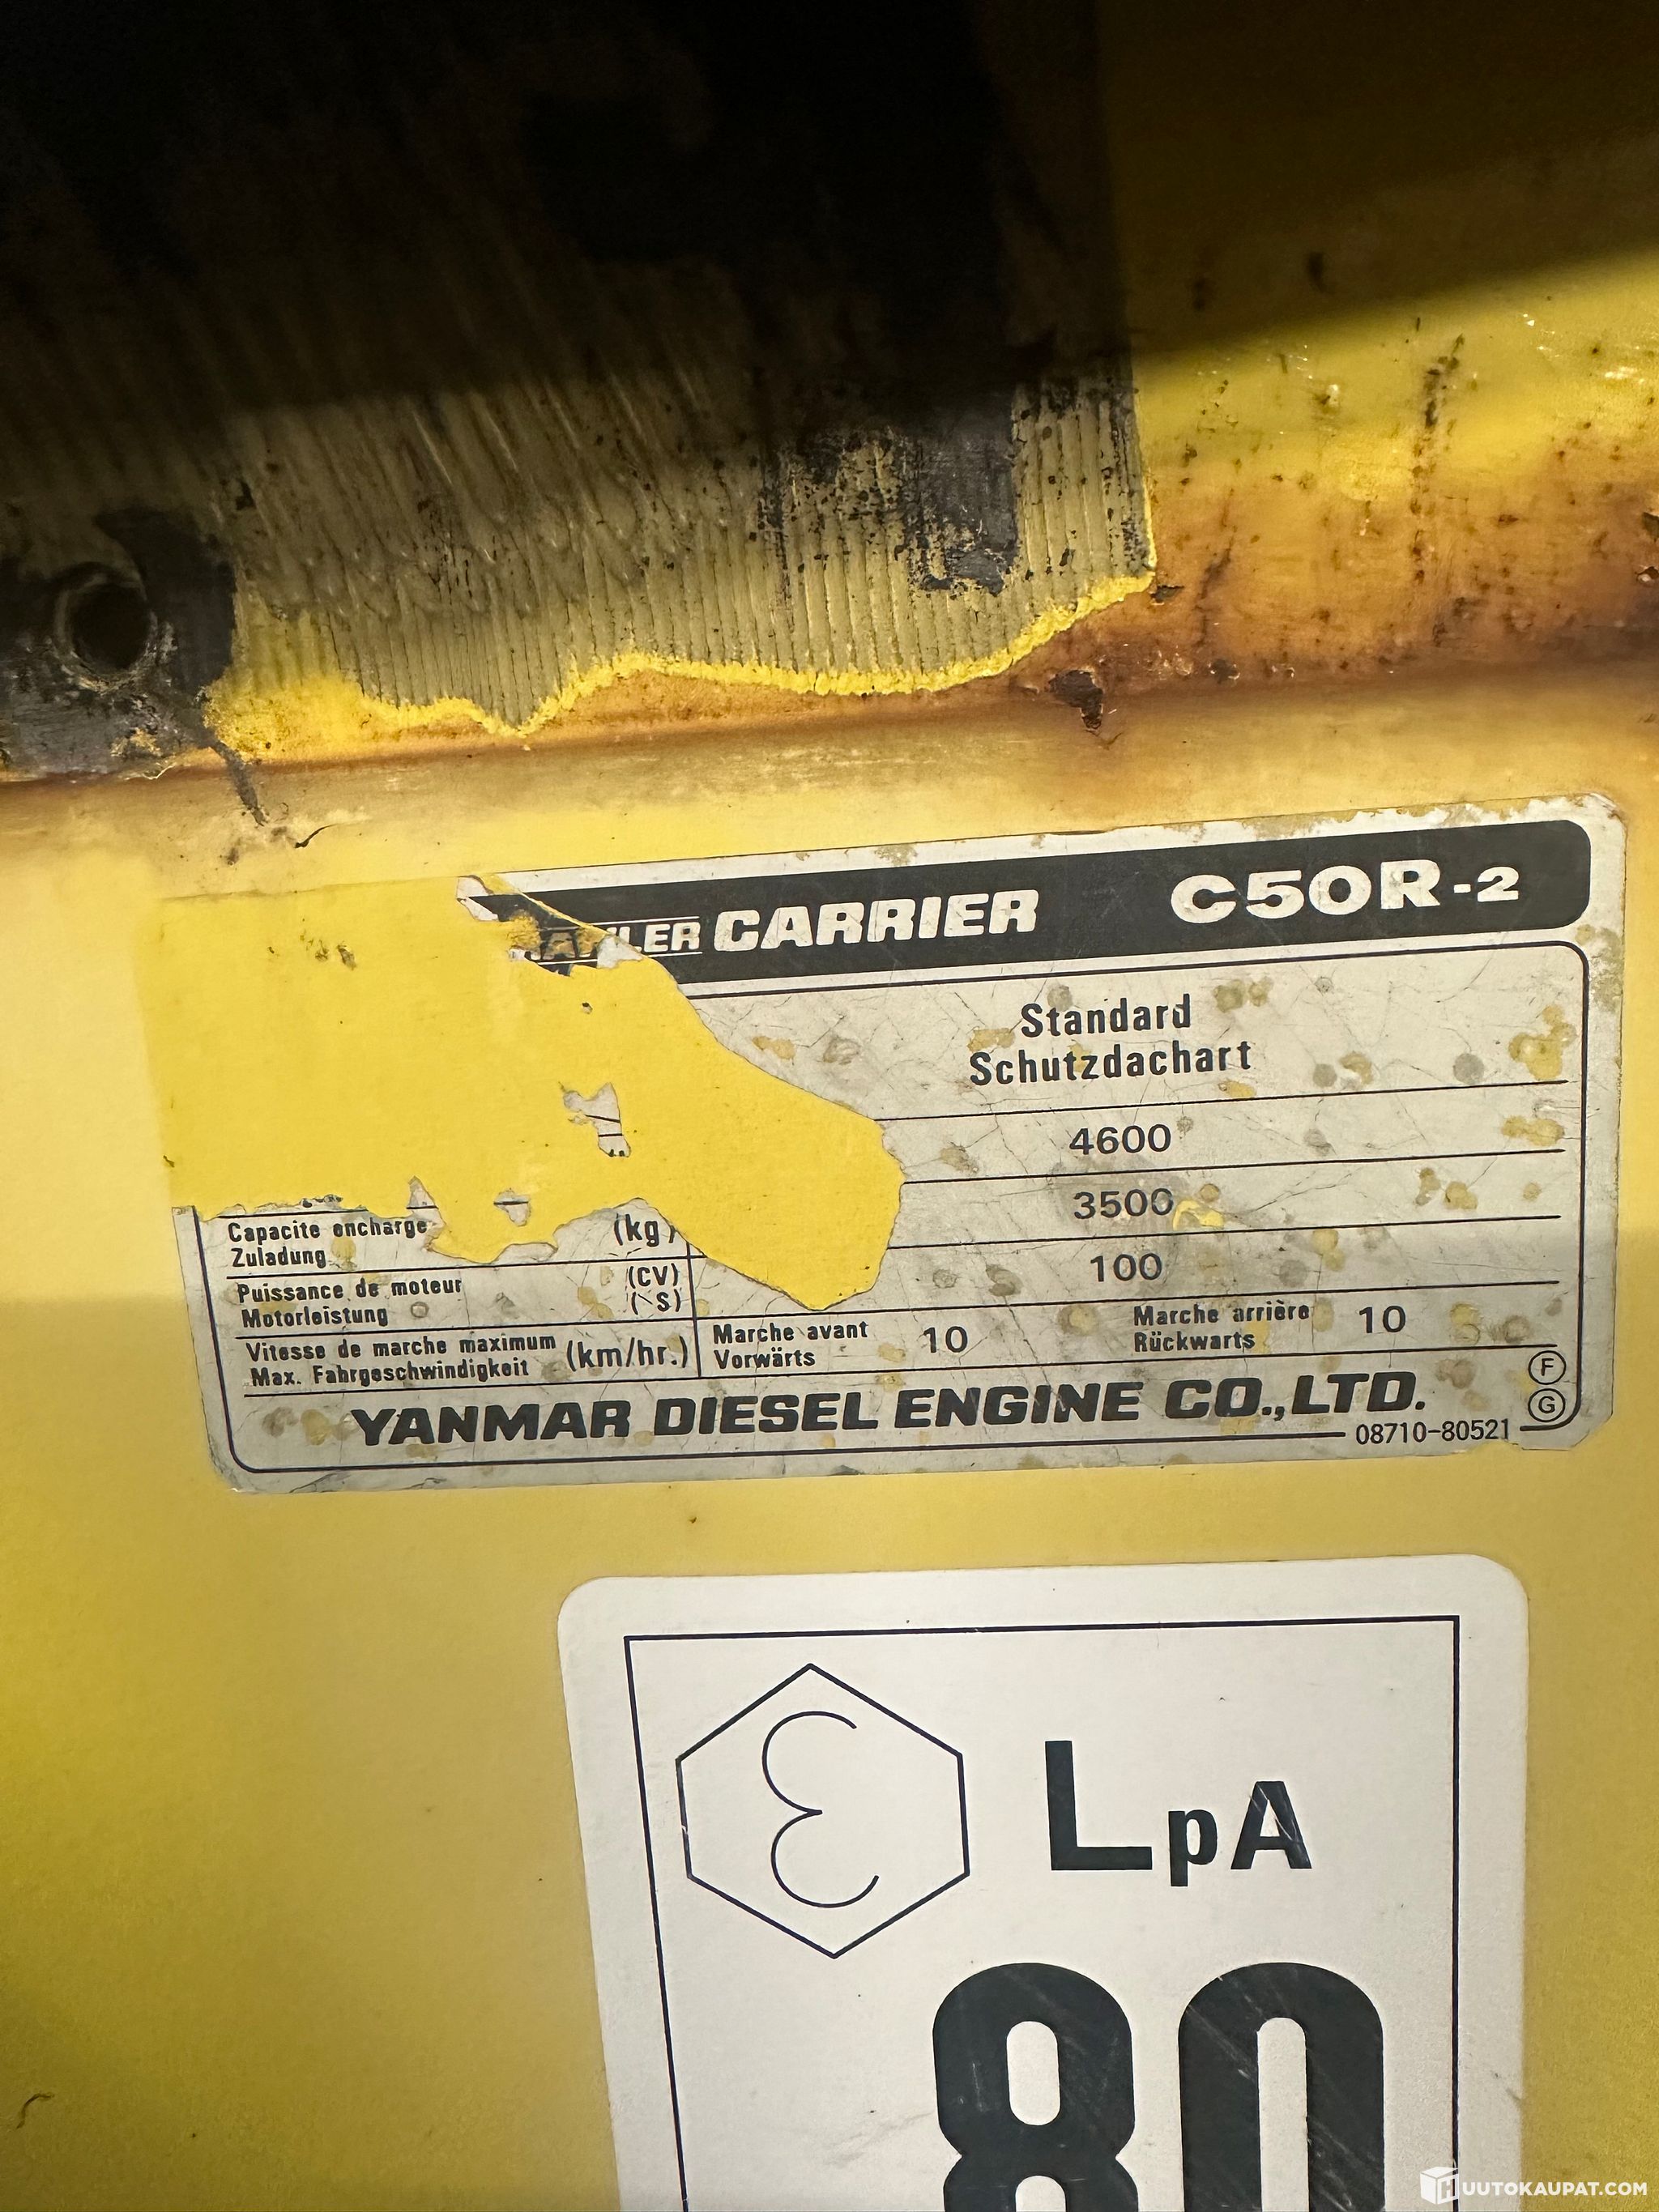 CARRIER C50R-2
Standard
Schutzdachart
4600
3500
Capacite encharge (kg)
Zuladung
100
Puissance de moteur (CV)
Motorleistung
Vitesse de marche maximum (km/hr.)
Max. Fahrgeschwindigkeit
Marche avant 10
Vorwärts
Marche arrière 10
Rückwarts
YANMAR DIESEL ENGINE CO.,LTD.
F
G
08710-80521
LpA
80
HUUTOKAUPAT.COM